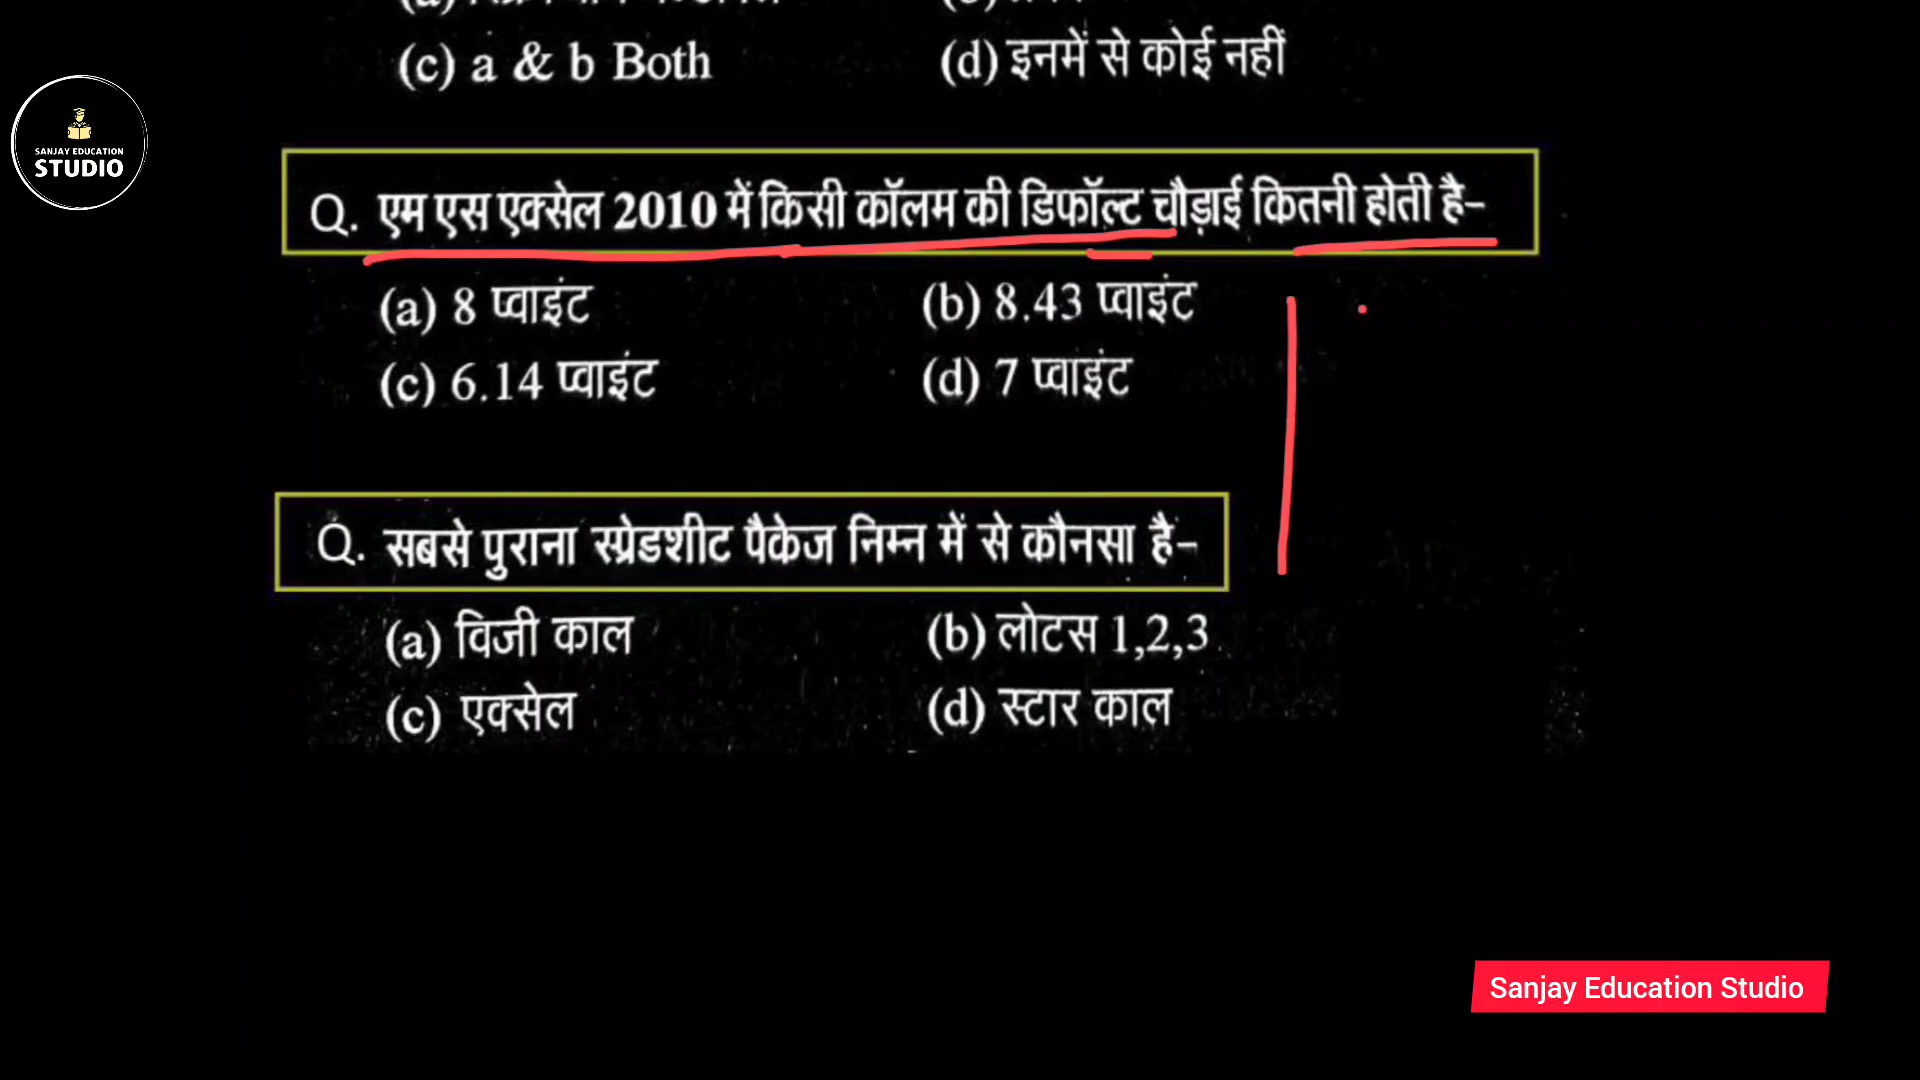 (c) a & b Both (d) इनमें से कोई नहीं
SANJAY EDUCATION
STUDIO
Q. एम एस एक्सेल 2010 में किसी कॉलम की डिफॉल्ट चौड़ाई कितनी होती है-
(a) 8 प्वाइंट (b) 8.43 प्वाइंट
(c) 6.14 प्वाइंट (d) 7 प्वाइंट
Q. सबसे पुराना स्प्रेडशीट पैकेज निम्न में से कौनसा है-
(a) विजी काल (b) लोटस 1,2,3
(c) एक्सेल (d) स्टार काल
Sanjay Education Studio